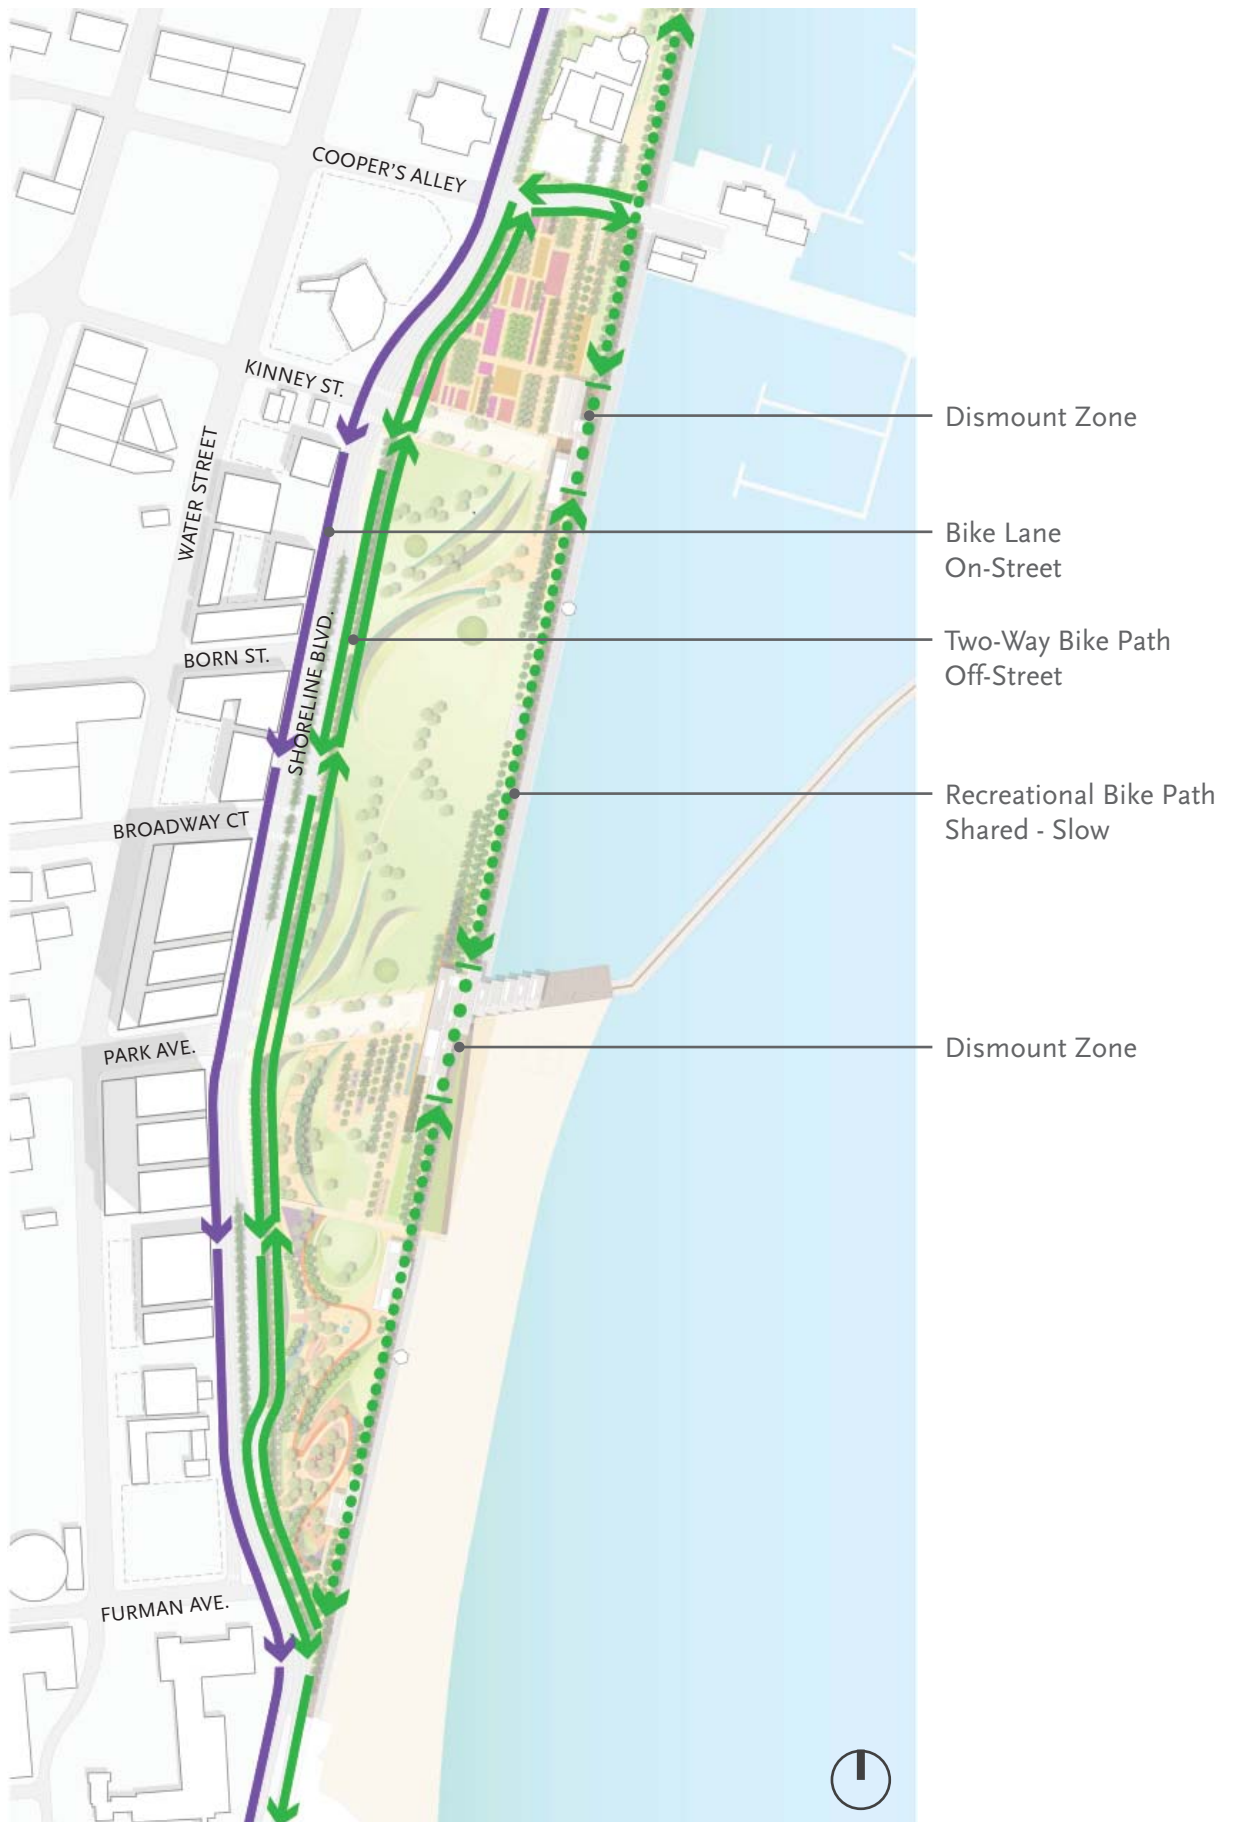 COOPER'S ALLEY
KINNEY ST.
WATER STREET
Dismount Zone
Bike Lane
On-Street
SHORELINE BLVD.
BORN ST.
Two-Way Bike Path
Off-Street
BROADWAY CT
Recreational Bike Path
Shared - Slow
PARK AVE.
Dismount Zone
FURMAN AVE.